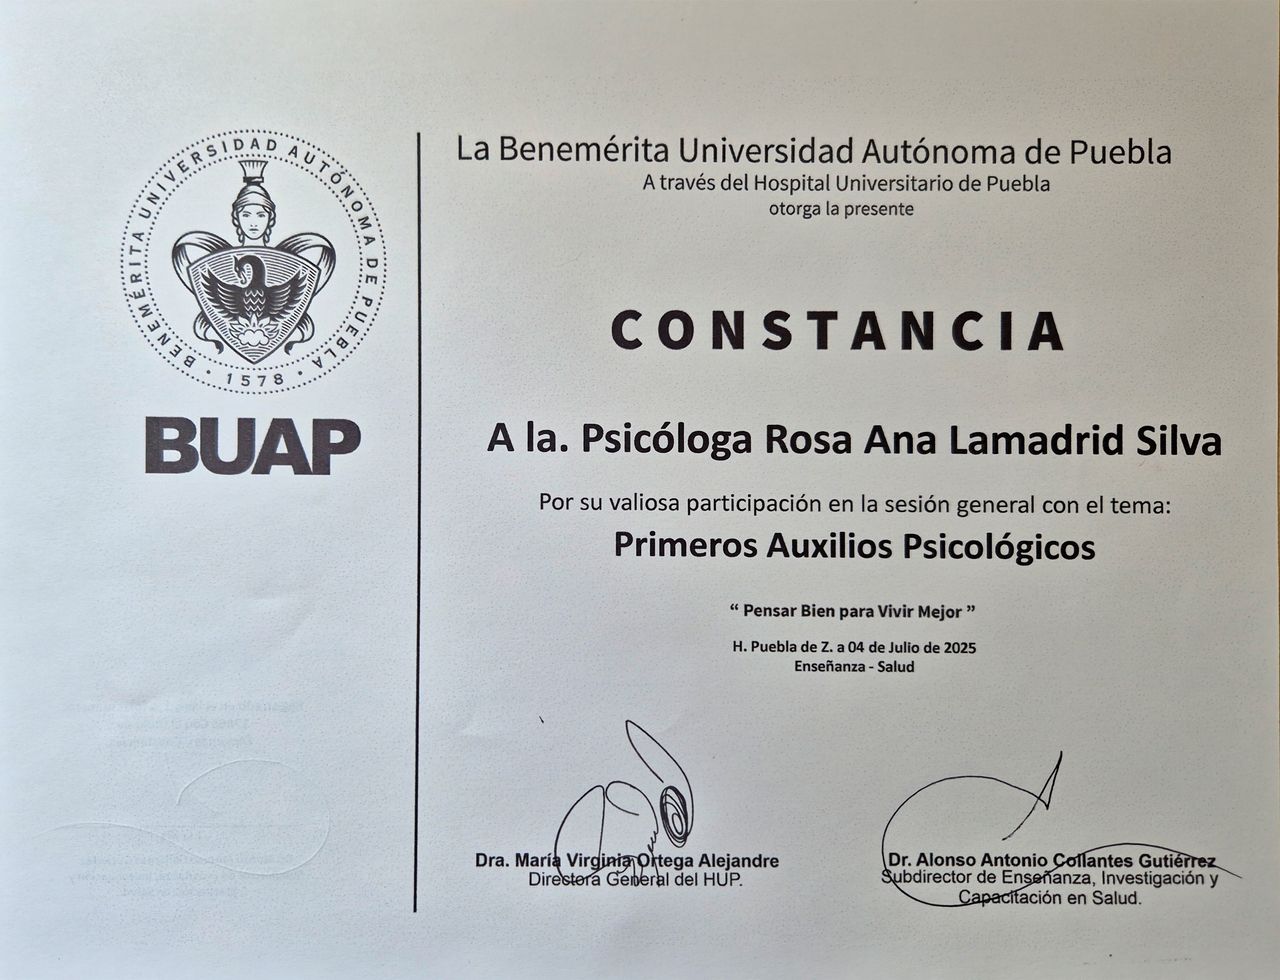 BENEMÉRITA UNIVERSIDAD AUTÓNOMA DE PUEBLA
· 1578 ·
BUAP
La Benemérita Universidad Autónoma de Puebla
A través del Hospital Universitario de Puebla
otorga la presente
CONSTANCIA
A la. Psicóloga Rosa Ana Lamadrid Silva
Por su valiosa participación en la sesión general con el tema:
Primeros Auxilios Psicológicos
“ Pensar Bien para Vivir Mejor ”
H. Puebla de Z. a 04 de Julio de 2025
Enseñanza - Salud
Dra. María Virginia Ortega Alejandre
Directora General del HUP.
Dr. Alonso Antonio Collantes Gutiérrez
Subdirector de Enseñanza, Investigación y
Capacitación en Salud.